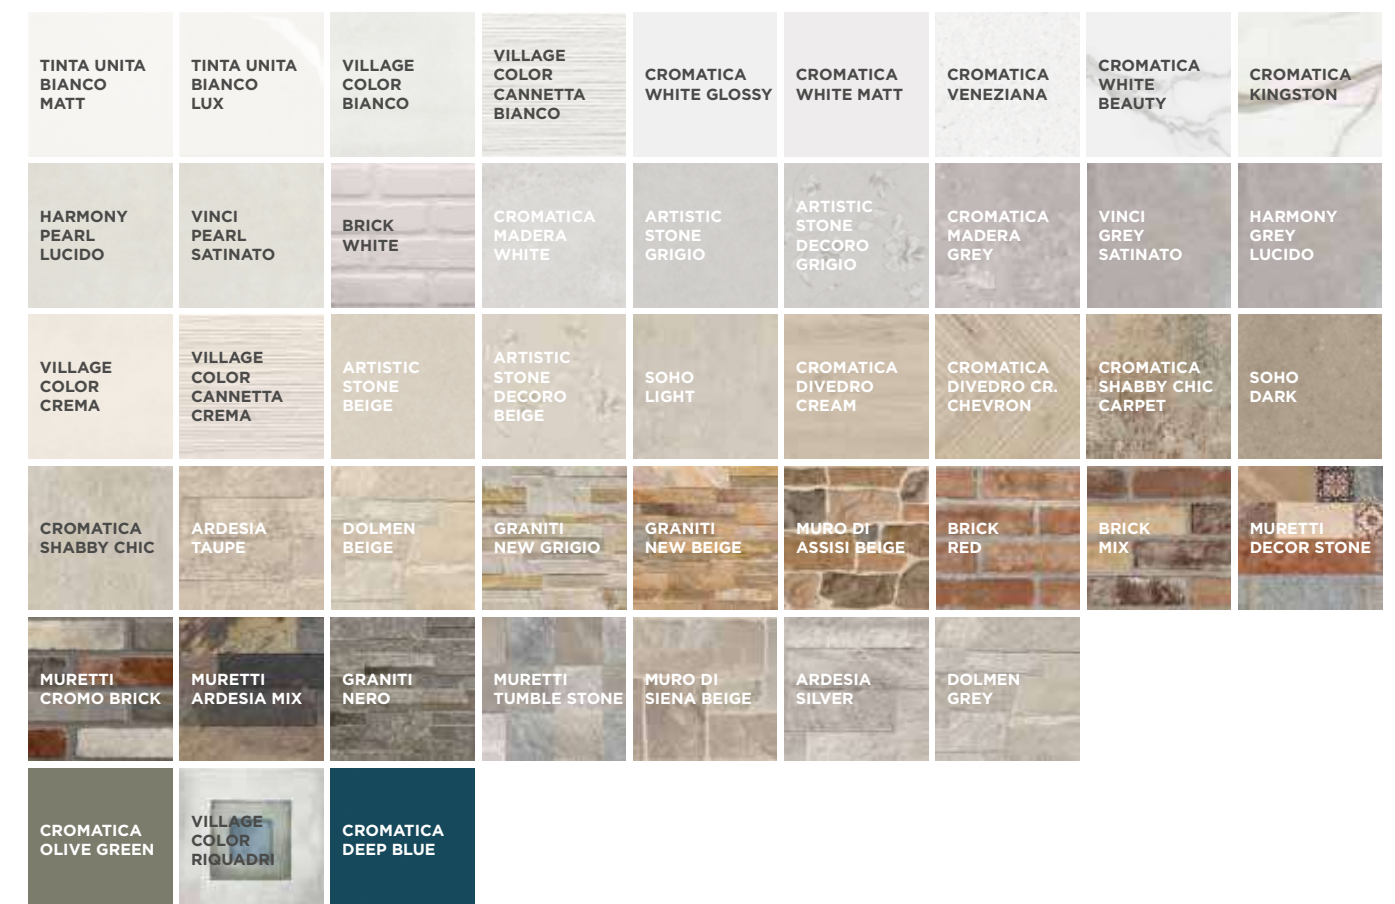 TINTA UNITA
BIANCO
MATT
TINTA UNITA
BIANCO
LUX
VILLAGE
COLOR
BIANCO
VILLAGE
COLOR
CANNETTA
BIANCO
CROMATICA
WHITE GLOSSY
CROMATICA
WHITE MATT
CROMATICA
VENEZIANA
CROMATICA
WHITE
BEAUTY
CROMATICA
KINGSTON
HARMONY
PEARL
LUCIDO
VINCI
PEARL
SATINATO
BRICK
WHITE
CROMATICA
MADERA
WHITE
ARTISTIC
STONE
GRIGIO
ARTISTIC
STONE
DECORO
GRIGIO
CROMATICA
MADERA
GREY
VINCI
GREY
SATINATO
HARMONY
GREY
LUCIDO
VILLAGE
COLOR
CREMA
VILLAGE
COLOR
CANNETTA
CREMA
ARTISTIC
STONE
BEIGE
ARTISTIC
STONE
DECORO
BEIGE
SOHO
LIGHT
CROMATICA
DIVEDRO
CREAM
CROMATICA
DIVEDRO CR.
CHEVRON
CROMATICA
SHABBY CHIC
CARPET
SOHO
DARK
CROMATICA
SHABBY CHIC
ARDESIA
TAUPE
DOLMEN
BEIGE
GRANITI
NEW GRIGIO
GRANITI
NEW BEIGE
MURO DI
ASSISI BEIGE
BRICK
RED
BRICK
MIX
MURETTI
DECOR STONE
MURETTI
CROMO BRICK
MURETTI
ARDESIA MIX
GRANITI
NERO
MURETTI
TUMBLE STONE
MURO DI
SIENA BEIGE
ARDESIA
SILVER
DOLMEN
GREY
CROMATICA
OLIVE GREEN
VILLAGE
COLOR
RIQUADRI
CROMATICA
DEEP BLUE